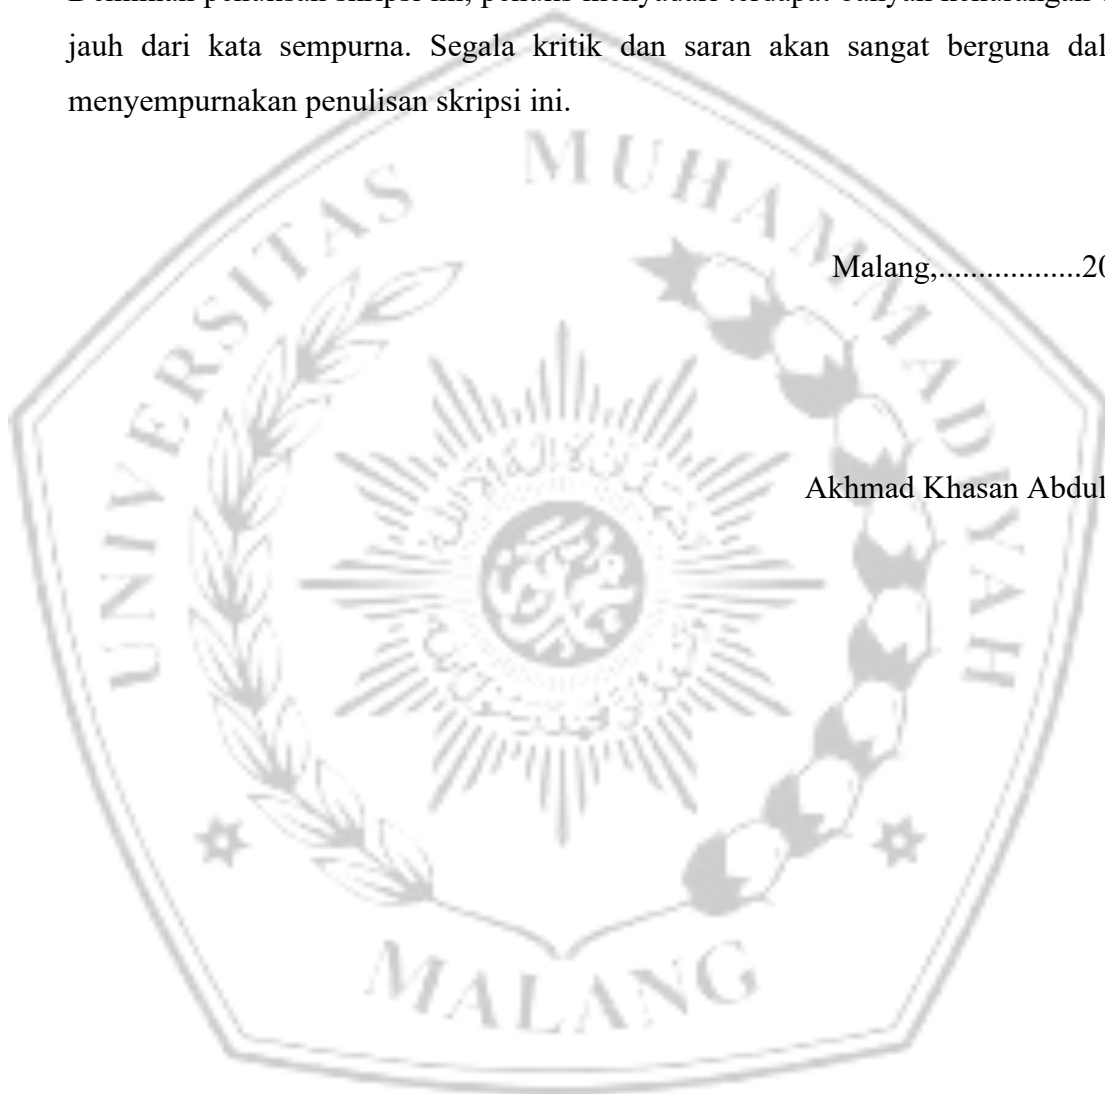 jauh dari kata sempurna. Segala kritik dan saran akan sangat berguna dal
menyempurnakan penulisan skripsi ini.
Malang,..................20
Akhmad Khasan Abdul
UNIVERSITAS MUHAMMADIYAH
MALANG